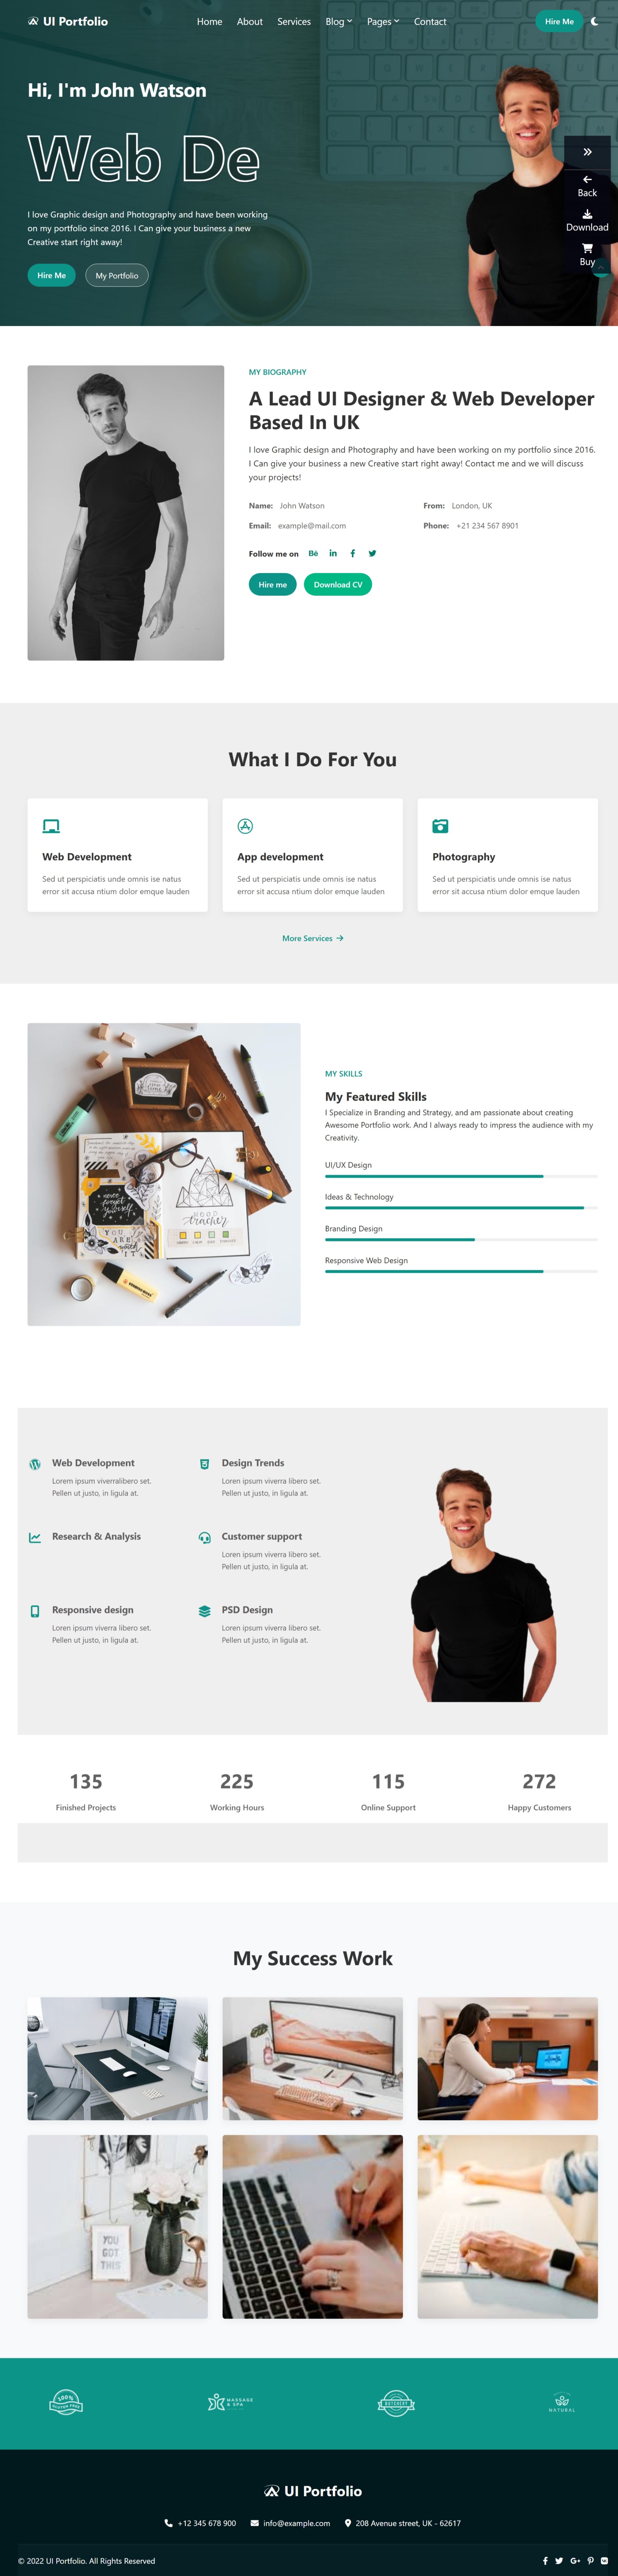 UI Portfolio
Home
About
Services
Blog
Pages
Contact
Hire Me
Hi, I'm John Watson
Web De
I love Graphic design and Photography and have been working
on my portfolio since 2016. I Can give your business a new
Creative start right away!
Hire Me
My Portfolio
Back
Download
Buy
MY BIOGRAPHY
A Lead UI Designer & Web Developer
Based In UK
I love Graphic design and Photography and have been working on my portfolio since 2016.
I Can give your business a new Creative start right away! Contact me and we will discuss
your projects!
Name: John Watson
From: London, UK
Email: example@mail.com
Phone: +21 234 567 8901
Follow me on
Hire me
Download CV
What I Do For You
Web Development
Sed ut perspiciatis unde omnis ise natus
error sit accusa ntium dolor emque lauden
App development
Sed ut perspiciatis unde omnis ise natus
error sit accusa ntium dolor emque lauden
Photography
Sed ut perspiciatis unde omnis ise natus
error sit accusa ntium dolor emque lauden
More Services
MY SKILLS
My Featured Skills
I Specialize in Branding and Strategy, and am passionate about creating
Awesome Portfolio work. And I always ready to impress the audience with my
Creativity.
UI/UX Design
Ideas & Technology
Branding Design
Responsive Web Design
Web Development
Lorem ipsum viverralibero set.
Pellen ut justo, in ligula at.
Design Trends
Loren ipsum viverra libero set.
Pellen ut justo, in ligula at.
Research & Analysis
Customer support
Loren ipsum viverra libero set.
Pellen ut justo, in ligula at.
Responsive design
Lorem ipsum viverra libero set.
Pellen ut justo, in ligula at.
PSD Design
Lorem ipsum viverra libero set.
Pellen ut justo, in ligula at.
135
Finished Projects
225
Working Hours
115
Online Support
272
Happy Customers
My Success Work
YOU
GOT
THIS
100%
GLUTEN FREE
MASSAGE
& SPA
BUTCHERY
NATURAL
UI Portfolio
+12 345 678 900
info@example.com
208 Avenue street, UK - 62617
© 2022 UI Portfolio. All Rights Reserved